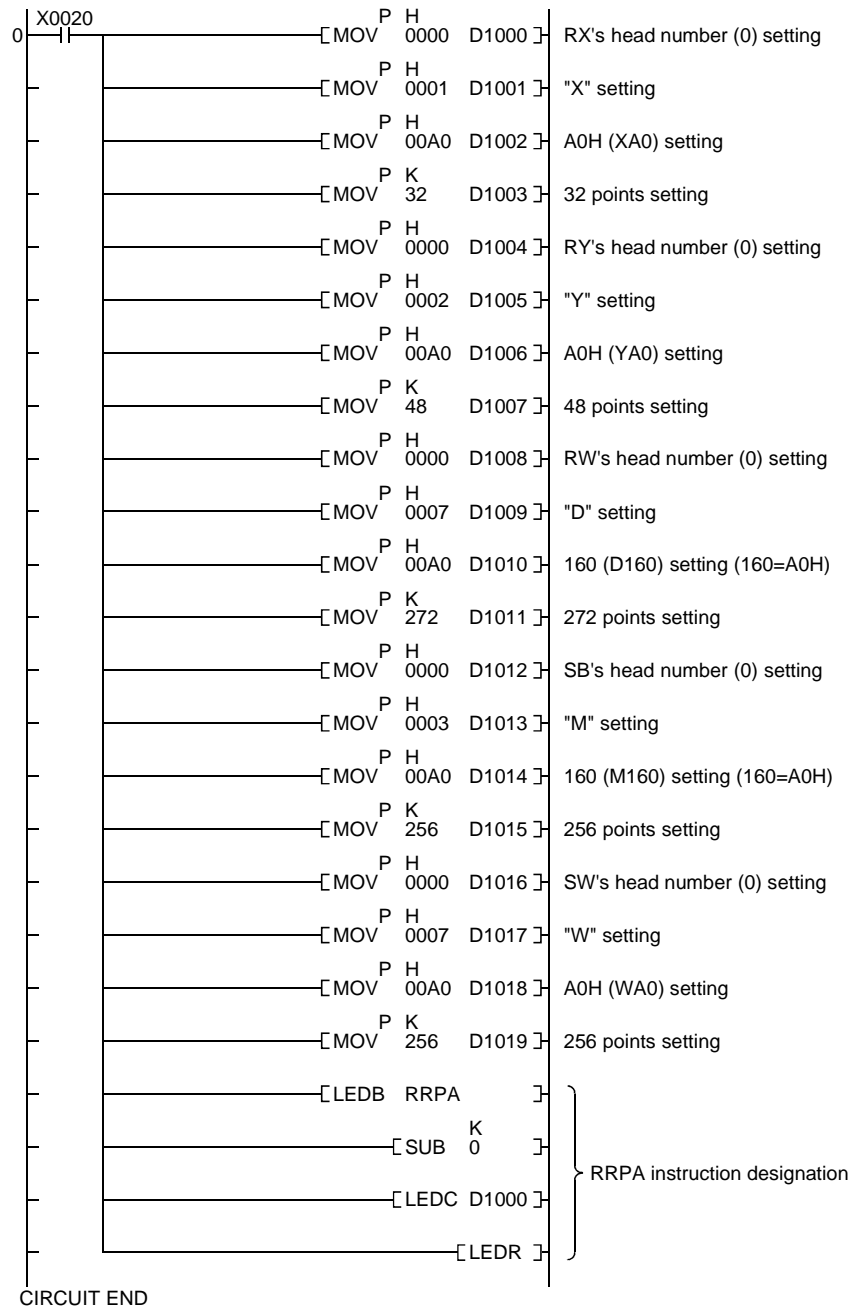 X0020
0
P H
MOV 0000 D1000 RX's head number (0) setting
P H
MOV 0001 D1001 "X" setting
P H
MOV 00A0 D1002 A0H (XA0) setting
P K
MOV 32 D1003 32 points setting
P H
MOV 0000 D1004 RY's head number (0) setting
P H
MOV 0002 D1005 "Y" setting
P H
MOV 00A0 D1006 A0H (YA0) setting
P K
MOV 48 D1007 48 points setting
P H
MOV 0000 D1008 RW's head number (0) setting
P H
MOV 0007 D1009 "D" setting
P H
MOV 00A0 D1010 160 (D160) setting (160=A0H)
P K
MOV 272 D1011 272 points setting
P H
MOV 0000 D1012 SB's head number (0) setting
P H
MOV 0003 D1013 "M" setting
P H
MOV 00A0 D1014 160 (M160) setting (160=A0H)
P K
MOV 256 D1015 256 points setting
P H
MOV 0000 D1016 SW's head number (0) setting
P H
MOV 0007 D1017 "W" setting
P H
MOV 00A0 D1018 A0H (WA0) setting
P K
MOV 256 D1019 256 points setting
LEDB RRPA
K
SUB 0
RRPA instruction designation
LEDC D1000
LEDR
CIRCUIT END